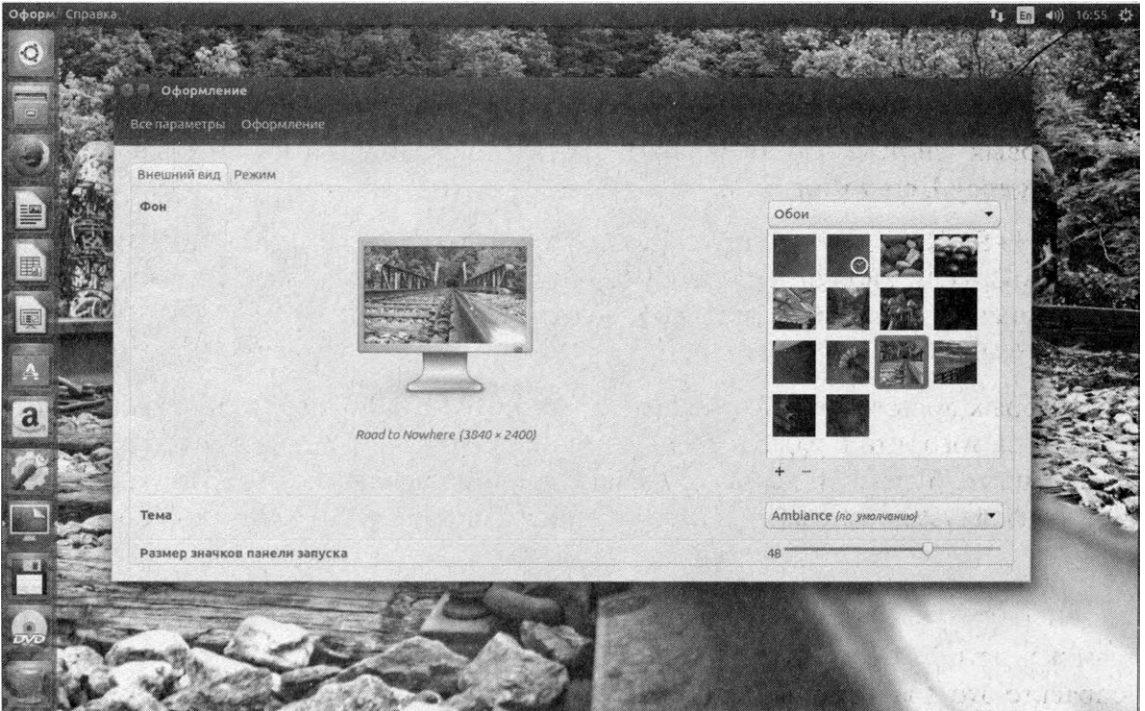 Оформ Справка En 16:55
Оформление
Все параметры Оформление
Внешний вид Режим
Фон
Обои
Road to Nowhere (3840 × 2400)
+ −
Тема
Ambiance (по умолчанию)
Размер значков панели запуска
48
A
a
DVD